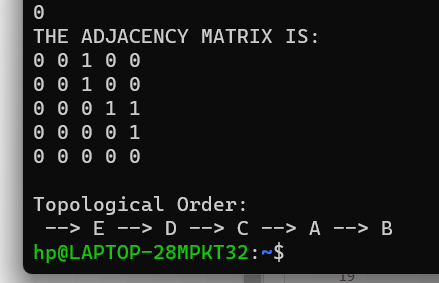 0
THE ADJACENCY MATRIX IS:
0 0 1 0 0
0 0 1 0 0
0 0 0 1 1
0 0 0 0 1
0 0 0 0 0
Topological Order:
--> E --> D --> C --> A --> B
hp@LAPTOP-28MPKT32:~$
19